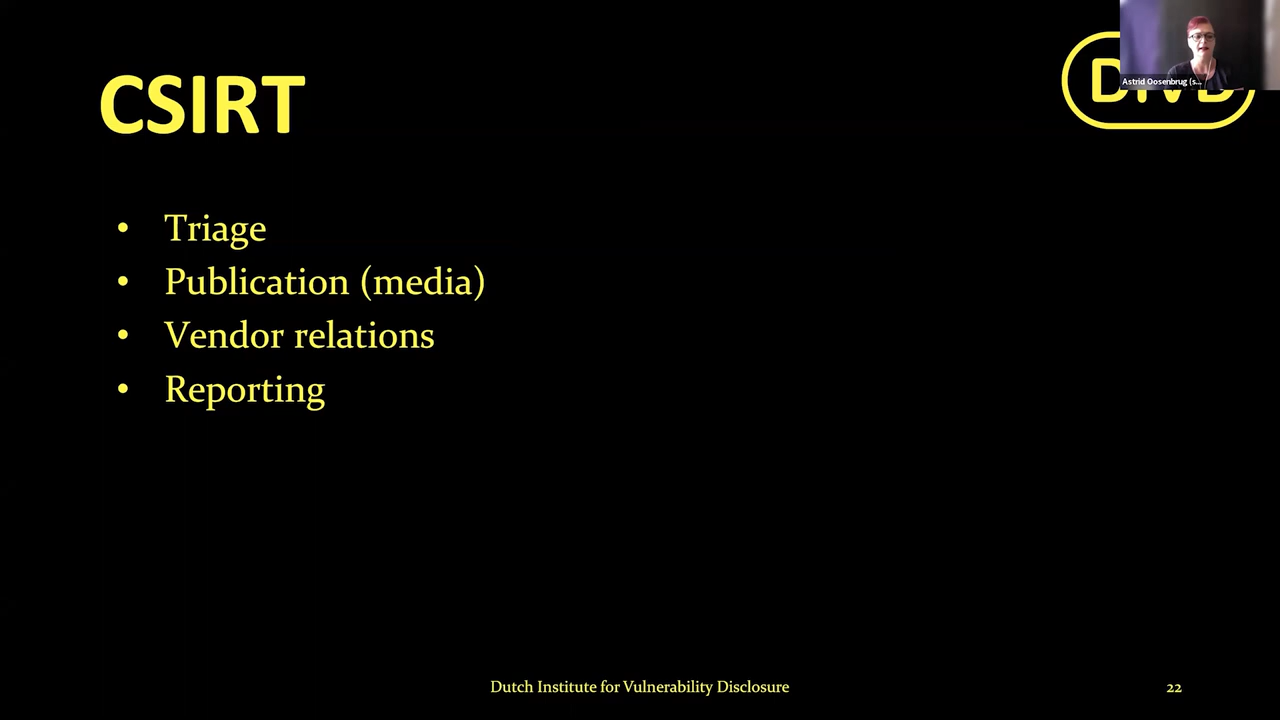 CSIRT
Astrid Oosenbrug (s...
• Triage
• Publication (media)
• Vendor relations
• Reporting
Dutch Institute for Vulnerability Disclosure
22